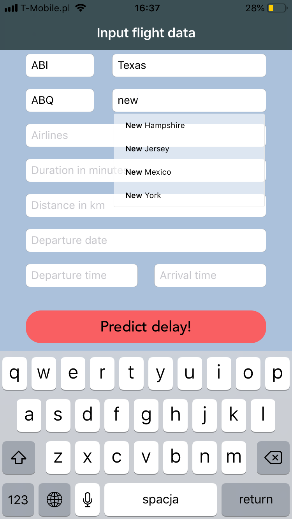 T-Mobile.pl 16:37 28%
Input flight data
ABI Texas
ABQ new
New Hampshire
Airlines
New Jersey
Duration in minutes
New Mexico
New York
Distance in km
Departure date
Departure time Arrival time
Predict delay!
q w e r t y u i o p
a s d f g h j k l
z x c v b n m
123 spacja return